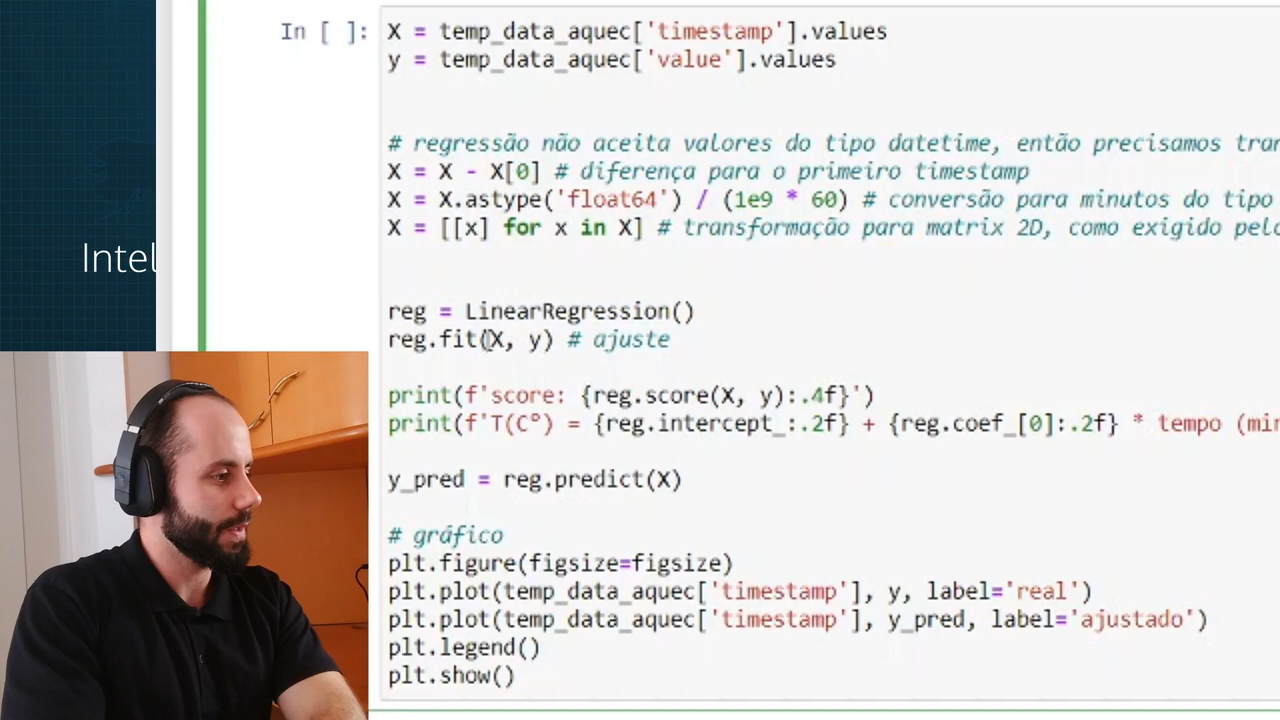 In [ ]:
X = temp_data_aquec['timestamp'].values
y = temp_data_aquec['value'].values
# regressão não aceita valores do tipo datetime, então precisamos
X = X - X[0] # diferença para o primeiro timestamp
X = X.astype('float64') / (1e9 * 60) # conversão para minutos do tipo
X = [[x] for x in X] # transformação para matrix 2D, como exigido
Intel
reg = LinearRegression()
reg.fit(X, y) # ajuste
print(f'score: {reg.score(X, y):.4f}')
print(f'T(Cº) = {reg.intercept_:.2f} + {reg.coef_[0]:.2f} * tempo (min
y_pred = reg.predict(X)
# gráfico
plt.figure(figsize=figsize)
plt.plot(temp_data_aquec['timestamp'], y, label='real')
plt.plot(temp_data_aquec['timestamp'], y_pred, label='ajustado')
plt.legend()
plt.show()